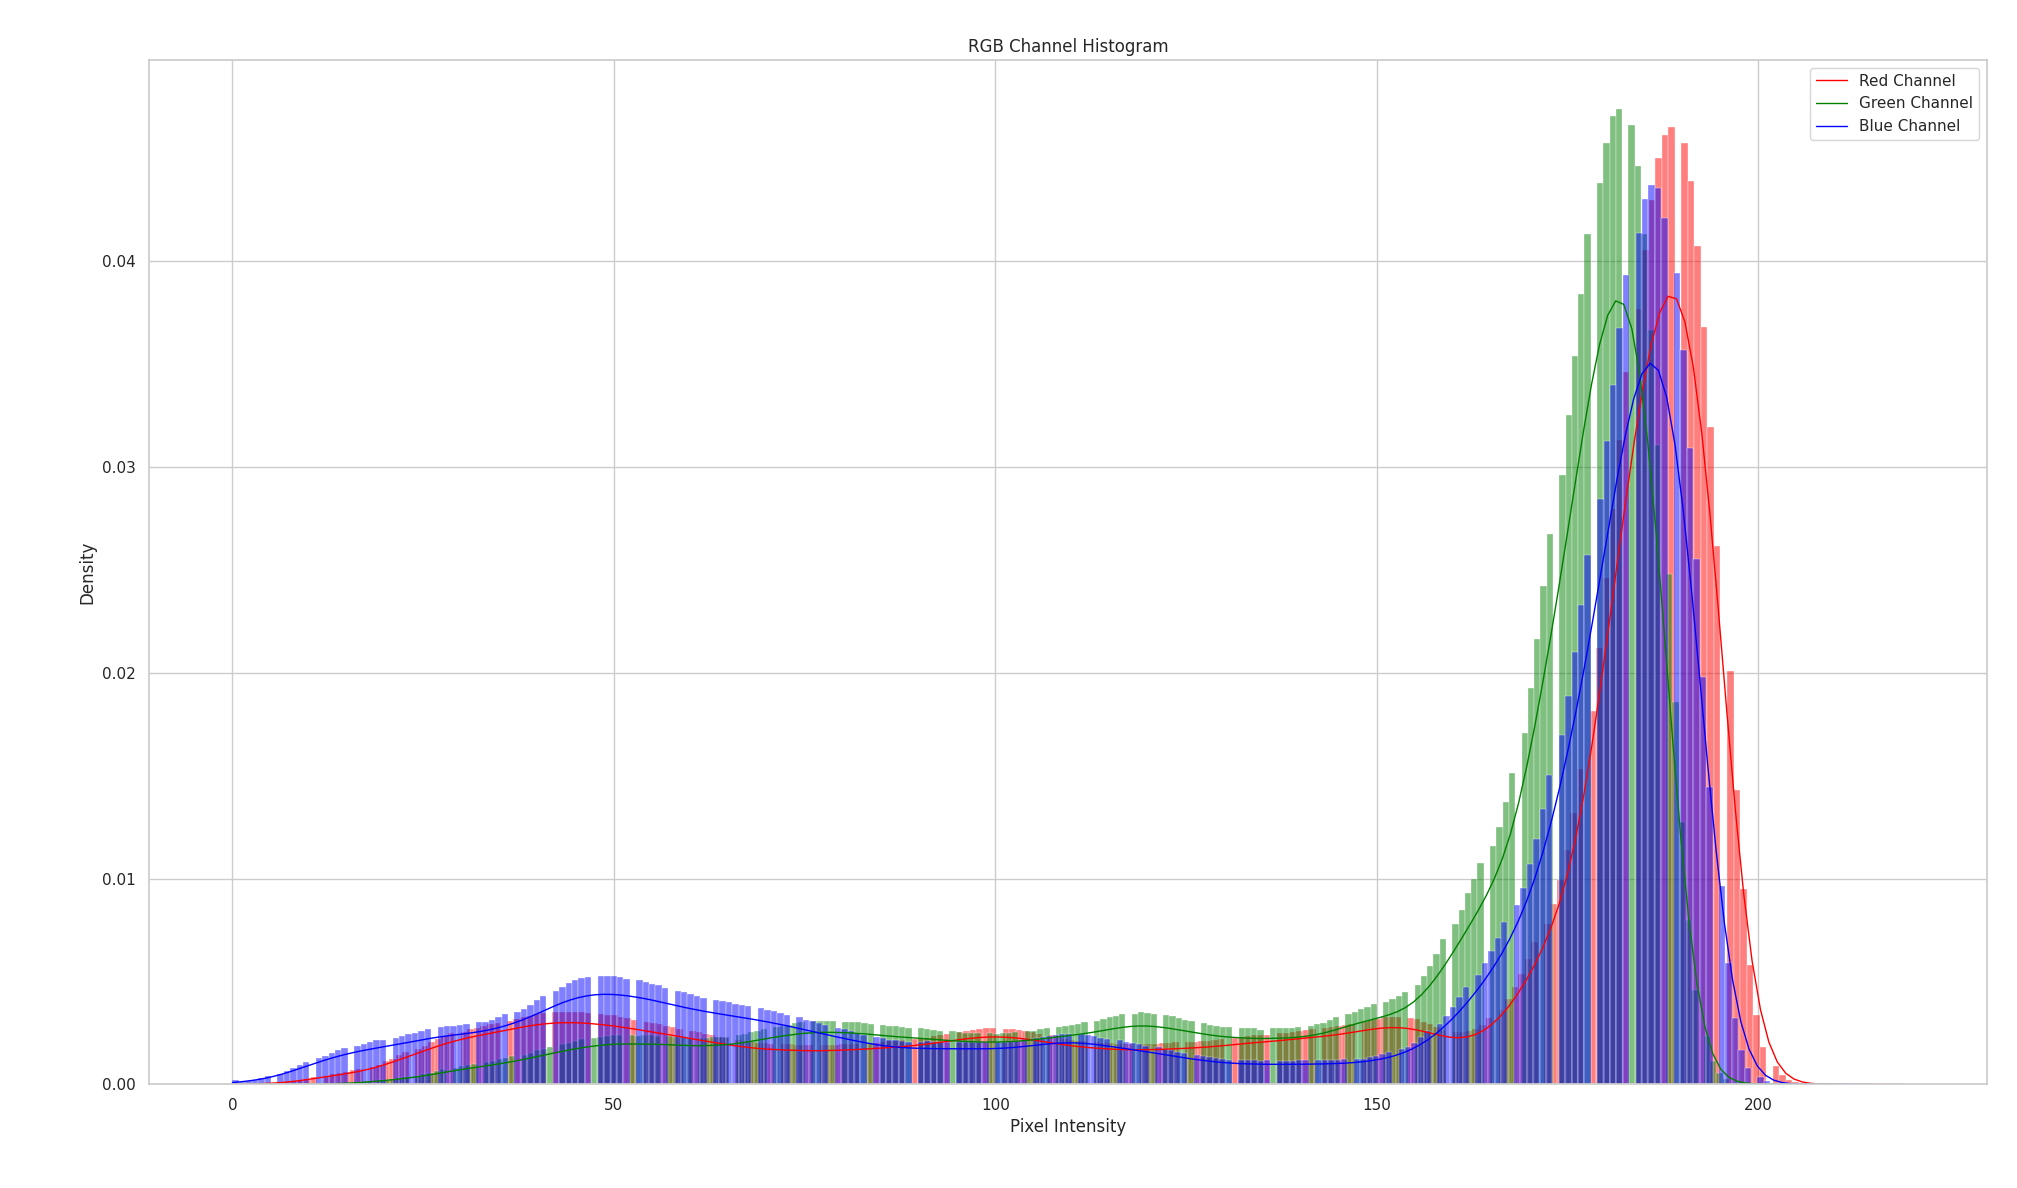 RGB Channel Histogram
Red Channel
Green Channel
Blue Channel
Density
0.04
0.03
0.02
0.01
0.00
0 50 100 150 200
Pixel Intensity